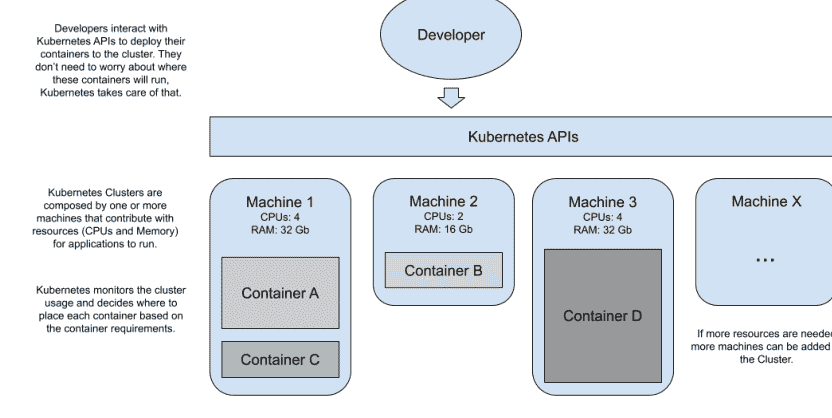 Developers interact with
Kubernetes APIs to deploy their
containers to the cluster. They
don't need to worry about where
these containers will run,
Kubernetes takes care of that.
Developer
Kubernetes APIs
Kubernetes Clusters are
composed by one or more
machines that contribute with
resources (CPUs and Memory)
for applications to run.
Kubernetes monitors the cluster
usage and decides where to
place each container based on
the container requirements.
Machine 1
CPUs: 4
RAM: 32 Gb
Container A
Container C
Machine 2
CPUs: 2
RAM: 16 Gb
Container B
Machine 3
CPUs: 4
RAM: 32 Gb
Container D
Machine X
...
If more resources are needed
more machines can be added
the Cluster.